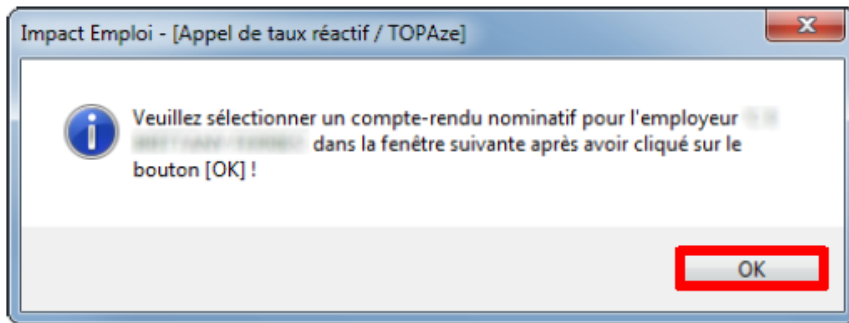 Impact Emploi - [Appel de taux réactif / TOPAze]
Veuillez sélectionner un compte-rendu nominatif pour l'employeur
dans la fenêtre suivante après avoir cliqué sur le
bouton [OK] !
OK